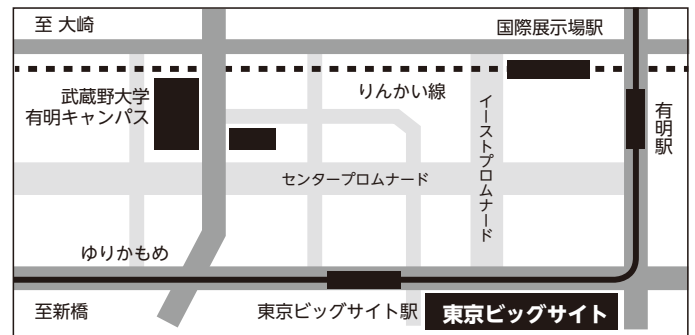 至 大崎
国際展示場駅
武蔵野大学
有明キャンパス
りんかい線
イーストプロムナード
有明駅
センタープロムナード
ゆりかもめ
至新橋
東京ビッグサイト駅
東京ビッグサイト